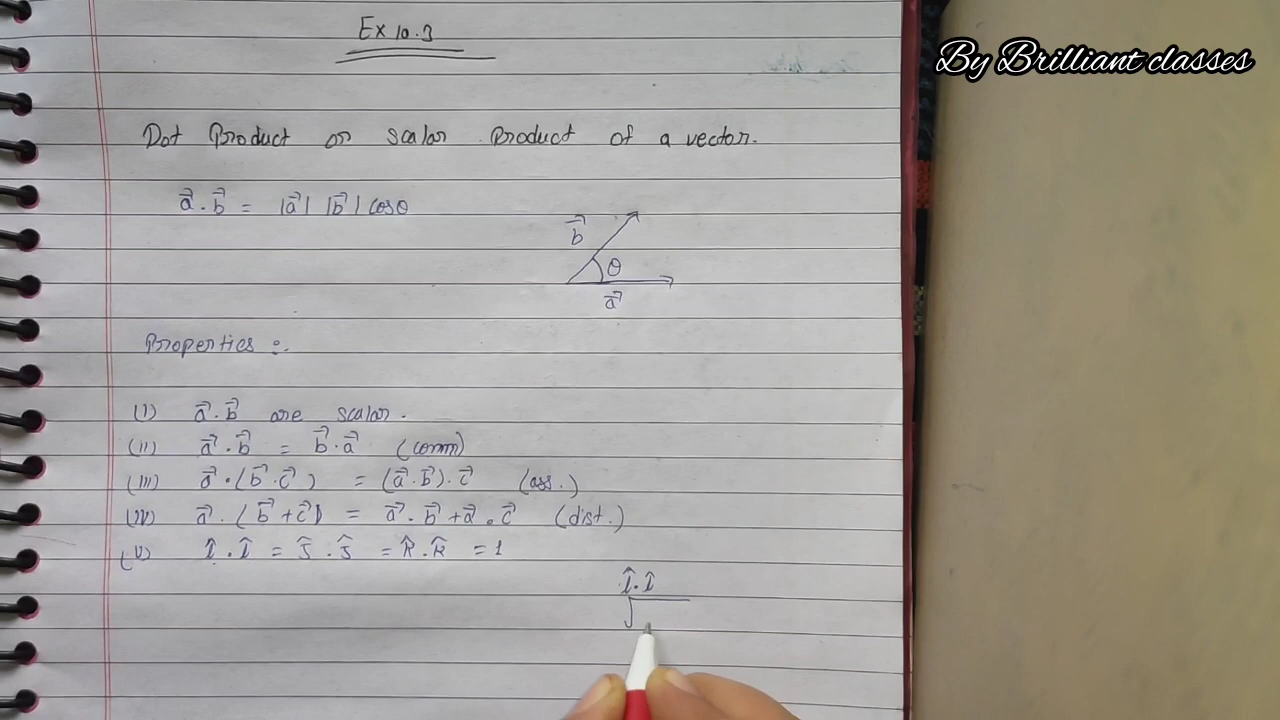 Ex 10.3
By Brilliant classes
Dot Product or scalar Product of a vector.
a⃗ . b⃗ = |a⃗| |b⃗| cosθ
b⃗
θ
a⃗
Properties :-
(I) a⃗ . b⃗ are scalar.
(II) a⃗ . b⃗ = b⃗ . a⃗ (comm)
(III) a⃗ . (b⃗ . c⃗) = (a⃗ . b⃗) . c⃗ (ass.)
(IV) a⃗ . (b⃗ + c⃗) = a⃗ . b⃗ + a⃗ . c⃗ (dist.)
(V) î . î = ĵ . ĵ = k̂ . k̂ = 1
î . î